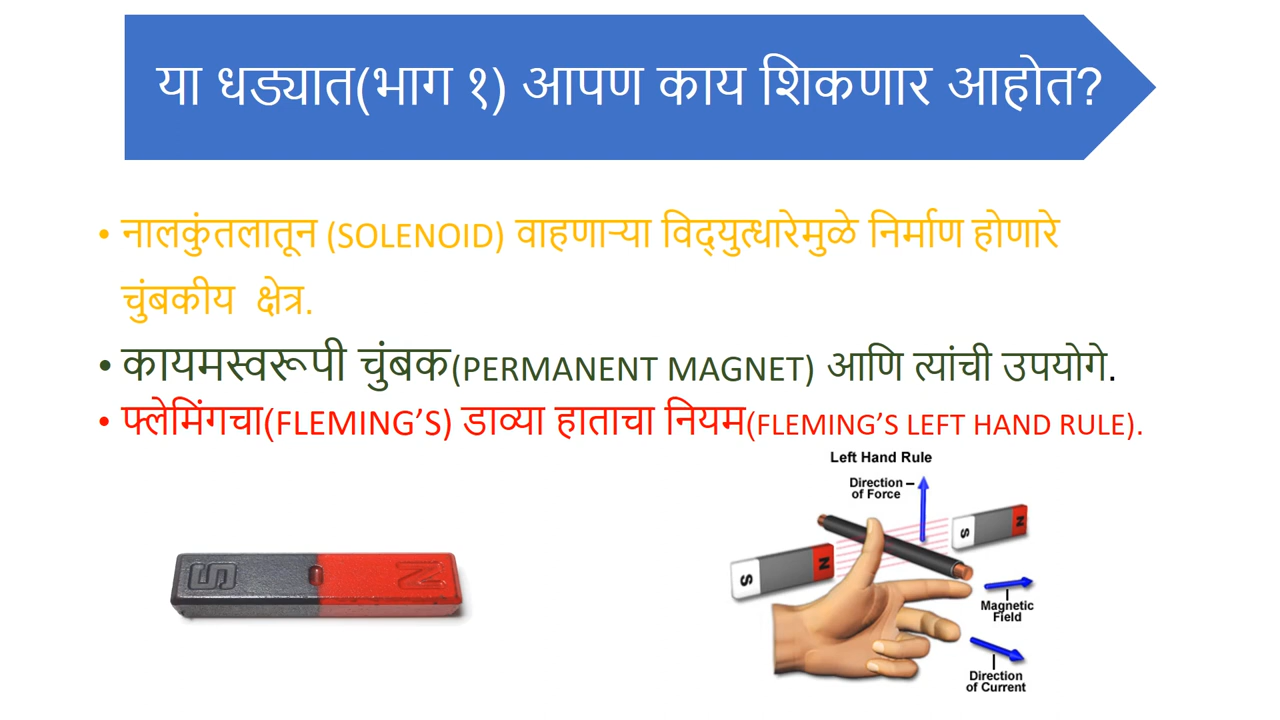 या धड्यात(भाग १) आपण काय शिकणार आहोत?
• नालकुंतलातून (SOLENOID) वाहणाऱ्या विद्‌युत्धारेमुळे निर्माण होणारे
चुंबकीय क्षेत्र.
• कायमस्वरूपी चुंबक(PERMANENT MAGNET) आणि त्यांची उपयोगे.
• फ्लेमिंगचा(FLEMING’S) डाव्या हाताचा नियम(FLEMING’S LEFT HAND RULE).
Left Hand Rule
Direction
of Force
S N
S N
S N
Magnetic
Field
Direction
of Current